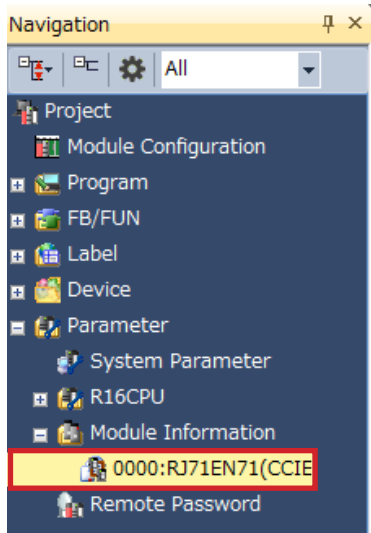 Navigation
All
Project
Module Configuration
Program
FB/FUN
Label
Device
Parameter
System Parameter
R16CPU
Module Information
0000:RJ71EN71(CCIE
Remote Password